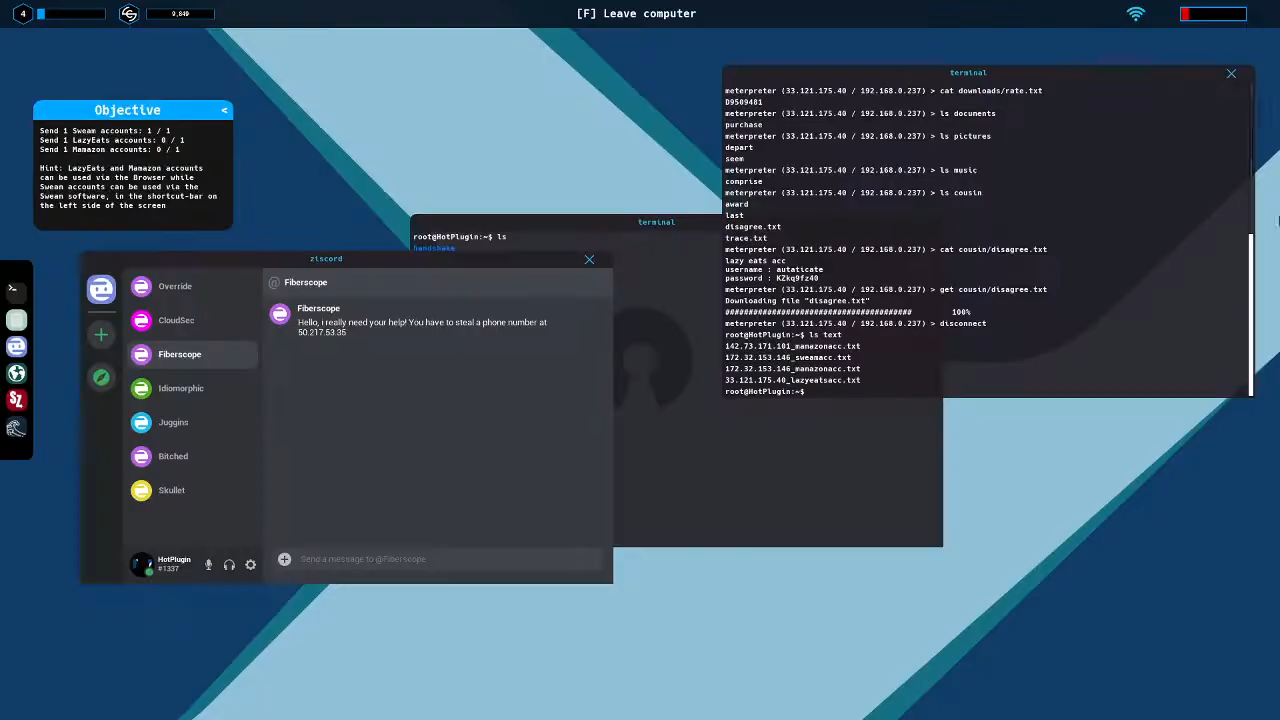 4
9,849
[F] Leave computer
Objective
<
Send 1 Sweam accounts: 1 / 1
Send 1 LazyEats accounts: 0 / 1
Send 1 Mamazon accounts: 0 / 1
Hint: LazyEats and Mamazon accounts
can be used via the Browser while
Sweam accounts can be used via the
Sweam software, in the shortcut-bar on
the left side of the screen
terminal
meterpreter (33.121.175.40 / 192.168.0.237) > cat downloads/rate.txt
D9509481
meterpreter (33.121.175.40 / 192.168.0.237) > ls documents
purchase
meterpreter (33.121.175.40 / 192.168.0.237) > ls pictures
depart
seem
meterpreter (33.121.175.40 / 192.168.0.237) > ls music
comprise
meterpreter (33.121.175.40 / 192.168.0.237) > ls cousin
award
last
disagree.txt
trace.txt
meterpreter (33.121.175.40 / 192.168.0.237) > cat cousin/disagree.txt
lazy eats acc
username : autaticate
password : KZkq9fz40
meterpreter (33.121.175.40 / 192.168.0.237) > get cousin/disagree.txt
Downloading file "disagree.txt"
######################################## 100%
meterpreter (33.121.175.40 / 192.168.0.237) > disconnect
root@HotPlugin:~$ ls text
142.73.171.101_mamazonacc.txt
172.32.153.146_sweamacc.txt
172.32.153.146_mamazonacc.txt
33.121.175.40_lazyeatsacc.txt
root@HotPlugin:~$
terminal
root@HotPlugin:~$ ls
handshake
ziscord
Override
CloudSec
Fiberscope
Idiomorphic
Juggins
Bitched
Skullet
HotPlugin
#1337
@ Fiberscope
Fiberscope
Hello, i really need your help! You have to steal a phone number at
50.217.53.35
Send a message to @Fiberscope
SZ